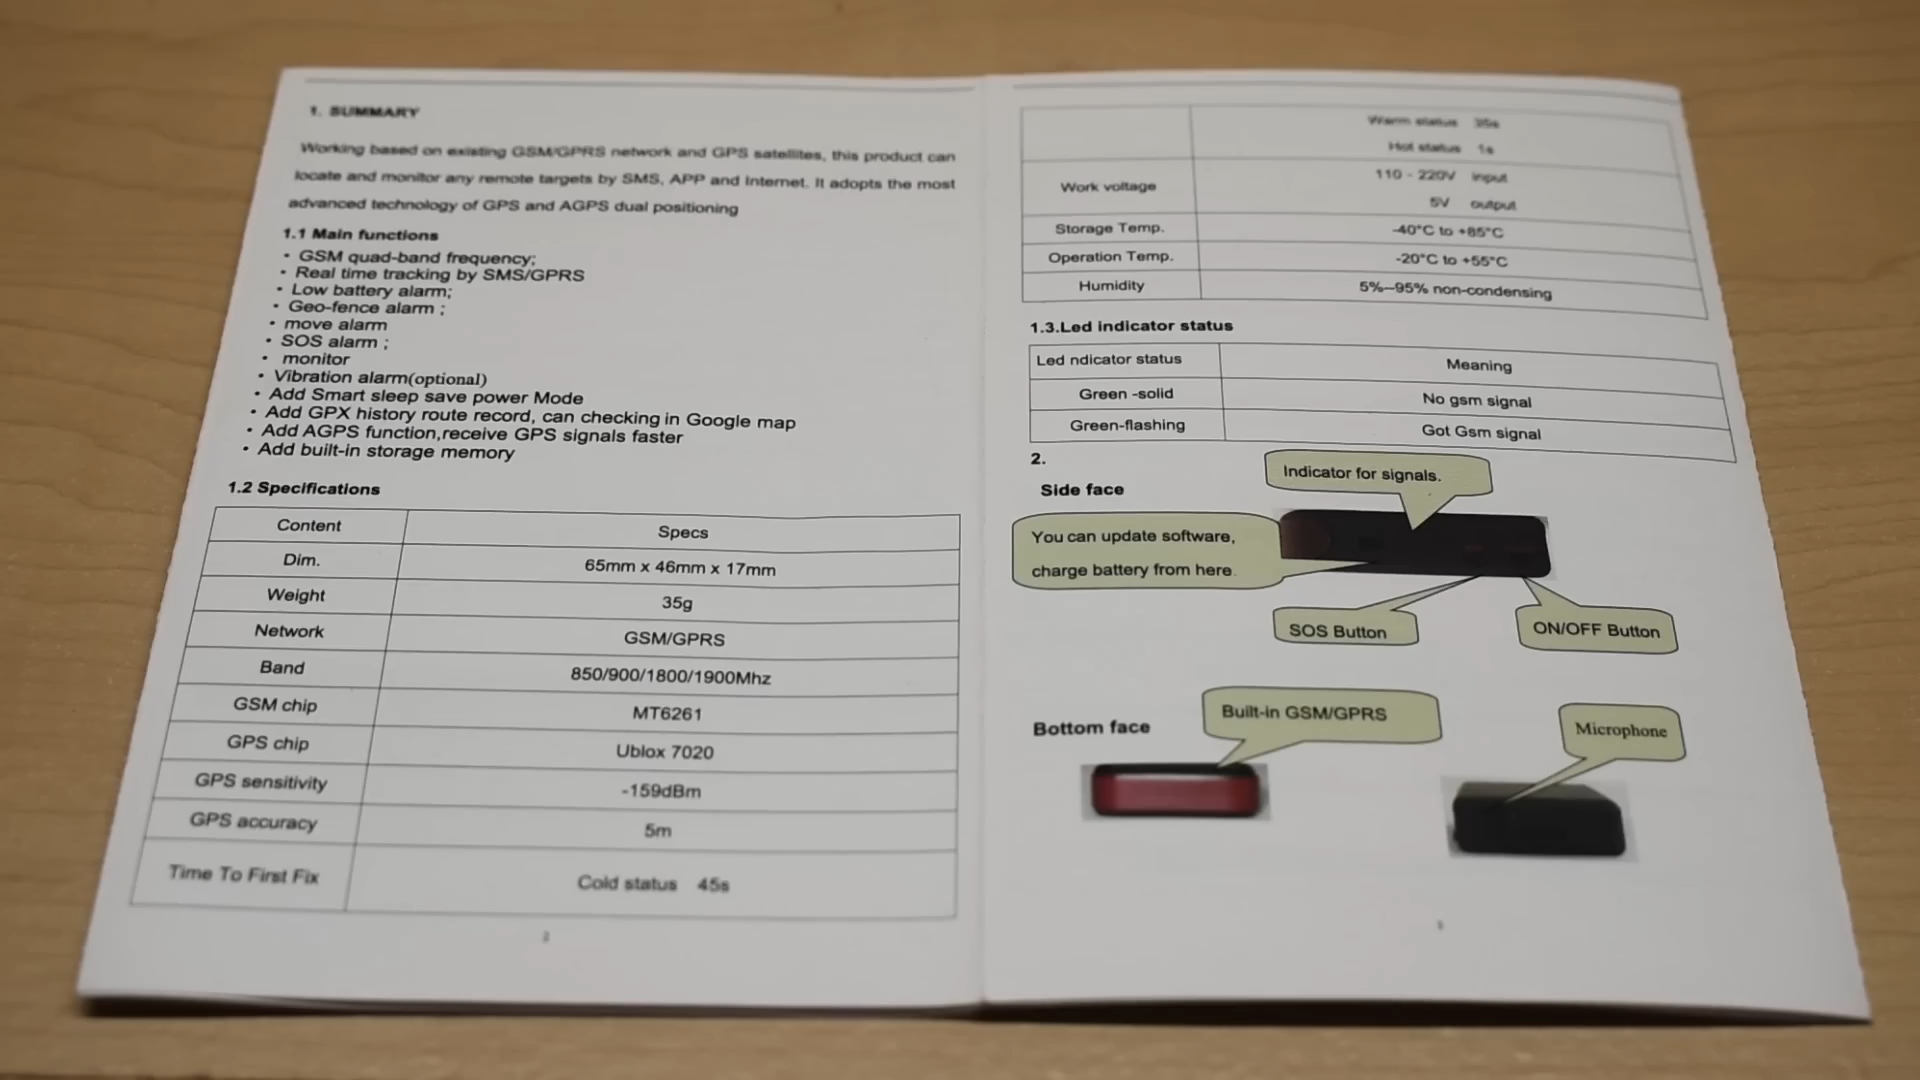 1. SUMMARY
Working based on existing GSM/GPRS network and GPS satellites, this product can
locate and monitor any remote targets by SMS, APP and Internet. It adopts the most
advanced technology of GPS and AGPS dual positioning
1.1 Main functions
• GSM quad-band frequency;
• Real time tracking by SMS/GPRS
• Low battery alarm;
• Geo-fence alarm ;
• move alarm
• SOS alarm ;
• monitor
• Vibration alarm(optional)
• Add Smart sleep save power Mode
• Add GPX history route record, can checking in Google map
• Add AGPS function,receive GPS signals faster
• Add built-in storage memory
1.2 Specifications
Content Specs
Dim. 65mm x 46mm x 17mm
Weight 35g
Network GSM/GPRS
Band 850/900/1800/1900Mhz
GSM chip MT6261
GPS chip Ublox 7020
GPS sensitivity -159dBm
GPS accuracy 5m
Time To First Fix Cold status 45s
2
Warm status 35s
Hot status 1s
Work voltage 110 - 220V input
5V output
Storage Temp. -40°C to +85°C
Operation Temp. -20°C to +55°C
Humidity 5%--95% non-condensing
1.3.Led indicator status
Led ndicator status Meaning
Green -solid No gsm signal
Green-flashing Got Gsm signal
2.
Side face
Indicator for signals.
You can update software,
charge battery from here.
SOS Button
ON/OFF Button
Bottom face
Built-in GSM/GPRS
Microphone
3